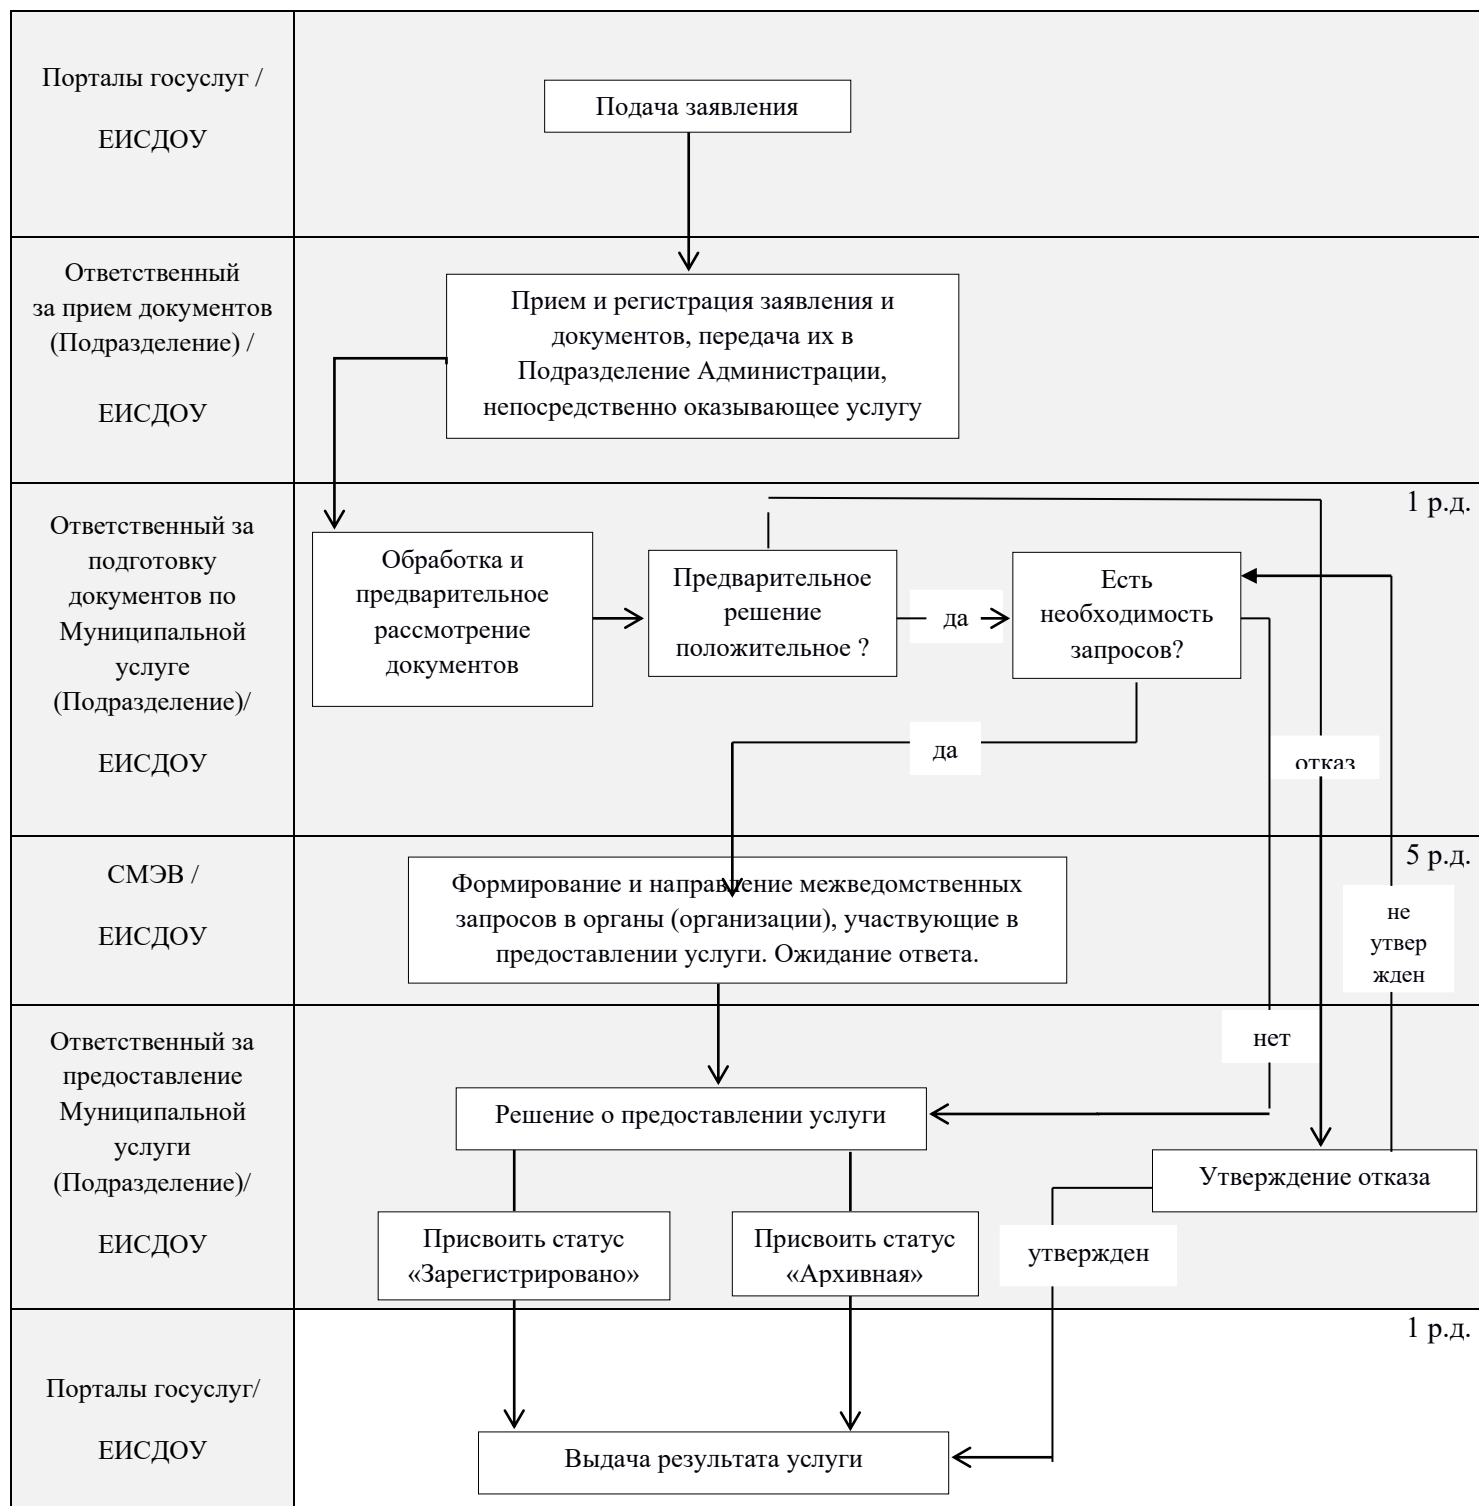 Порталы госуслуг /
ЕИСДОУ
Подача заявления
Ответственный
за прием документов
(Подразделение) /
ЕИСДОУ
Прием и регистрация заявления и
документов, передача их в
Подразделение Администрации,
непосредственно оказывающее услугу
1 р.д.
Ответственный за
подготовку
документов по
Муниципальной
услуге
(Подразделение)/
ЕИСДОУ
Обработка и
предварительное
рассмотрение
документов
Предварительное
решение
положительное ?
да
Есть
необходимость
запросов?
да
отказ
5 р.д.
СМЭВ /
ЕИСДОУ
Формирование и направление межведомственных
запросов в органы (организации), участвующие в
предоставлении услуги. Ожидание ответа.
не
утвер
жден
Ответственный за
предоставление
Муниципальной
услуги
(Подразделение)/
ЕИСДОУ
нет
Решение о предоставлении услуги
Утверждение отказа
Присвоить статус
«Зарегистрировано»
Присвоить статус
«Архивная»
утвержден
1 р.д.
Порталы госуслуг/
ЕИСДОУ
Выдача результата услуги